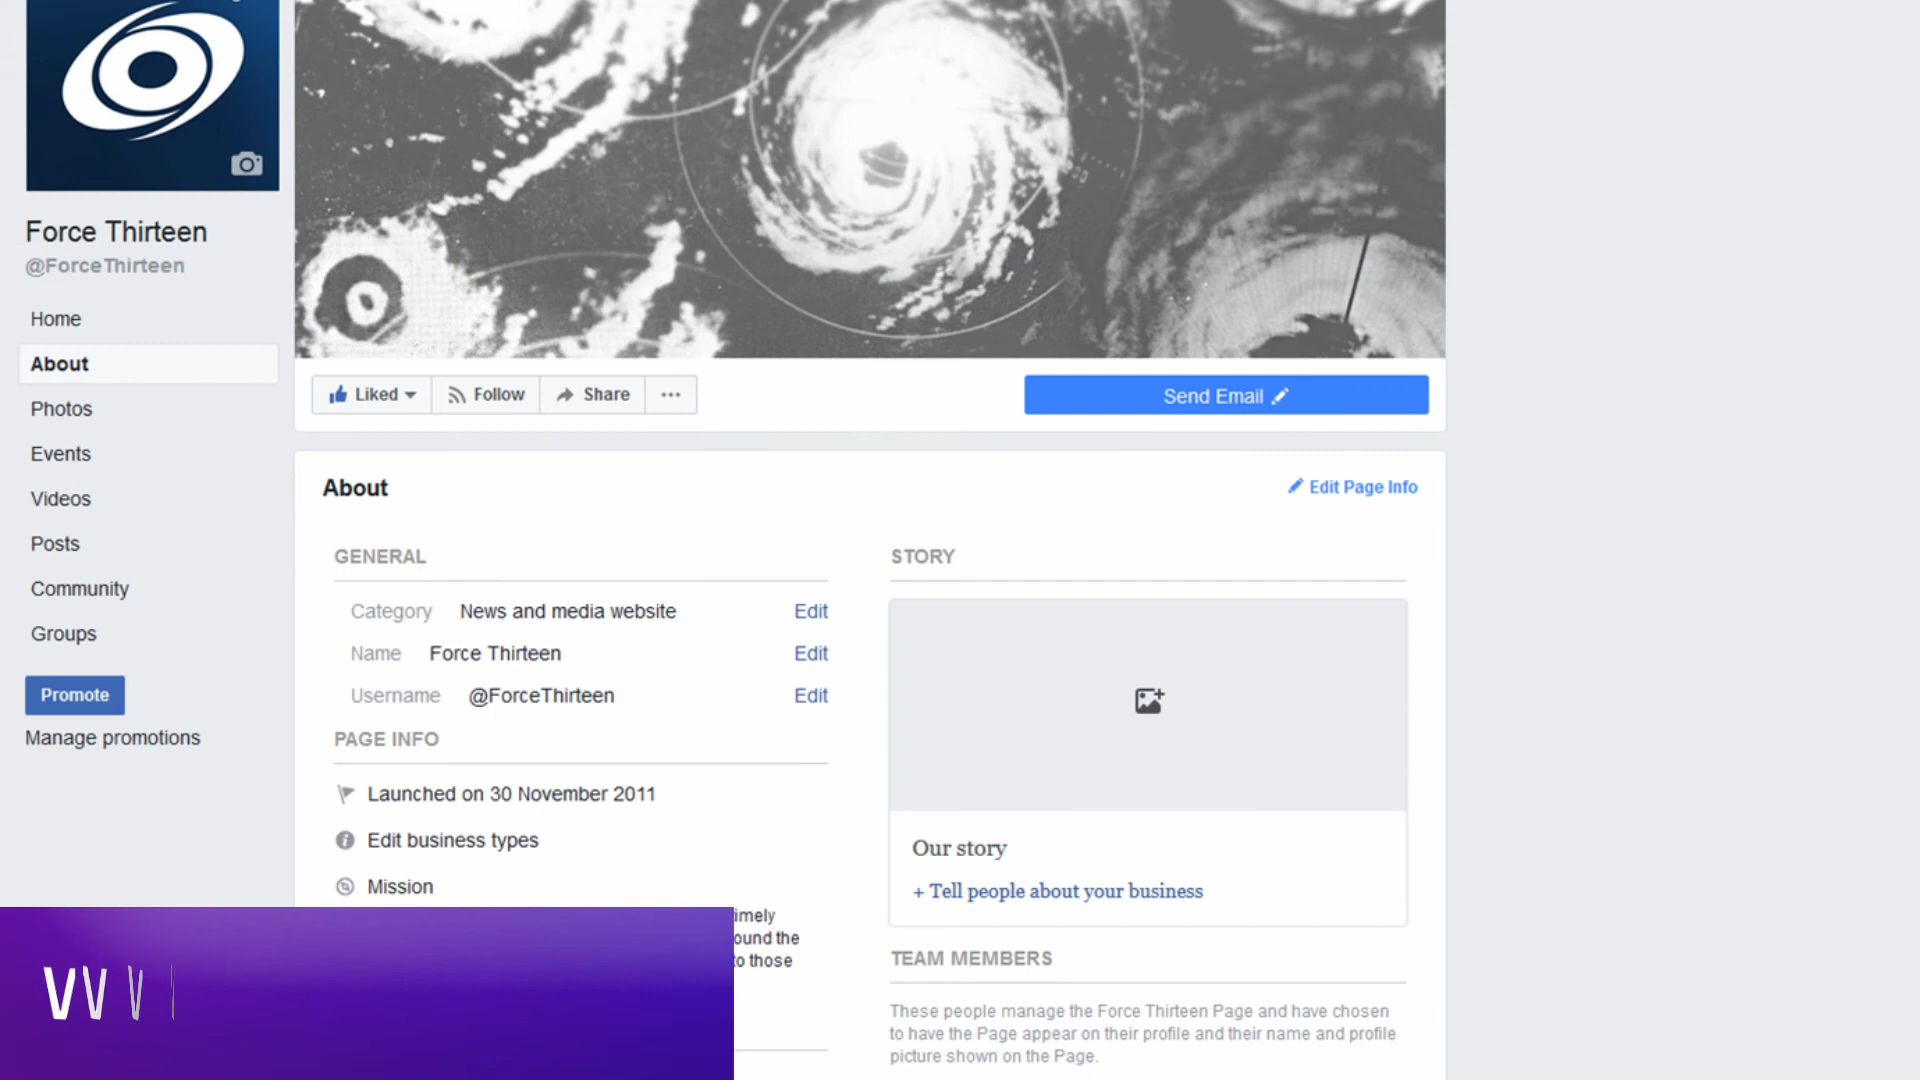 Force Thirteen
@ForceThirteen
Home
About
Photos
Events
Videos
Posts
Community
Groups
Promote
Manage promotions
Liked
Follow
Share
Send Email
About
Edit Page Info
GENERAL
Category News and media website Edit
Name Force Thirteen Edit
Username @ForceThirteen Edit
PAGE INFO
Launched on 30 November 2011
Edit business types
Mission
to those
STORY
Our story
+ Tell people about your business
TEAM MEMBERS
These people manage the Force Thirteen Page and have chosen
to have the Page appear on their profile and their name and profile
picture shown on the Page.